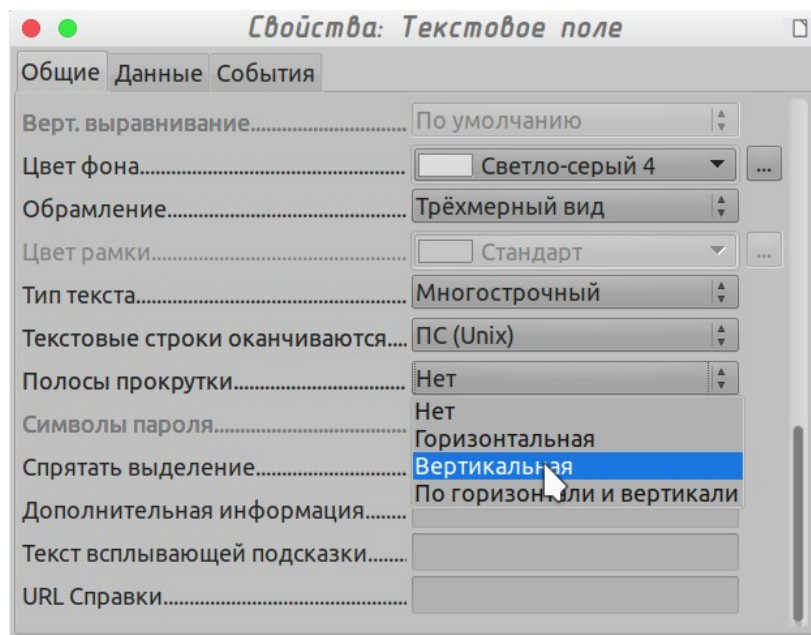 Свойства: Текстовое поле
Общие Данные События
Верт. выравнивание.............................. По умолчанию
Цвет фона.................................................. Светло-серый 4 ...
Обрамление............................................. Трёхмерный вид
Цвет рамки................................................ Стандарт ...
Тип текста.................................................. Многострочный
Текстовые строки оканчиваются.... ПС (Unix)
Полосы прокрутки................................ Нет
Нет
Горизонтальная
Символы пароля...................................
Вертикальная
Спрятать выделение............................
По горизонтали и вертикали
Дополнительная информация.......
Текст всплывающей подсказки.......
URL Справки.............................................